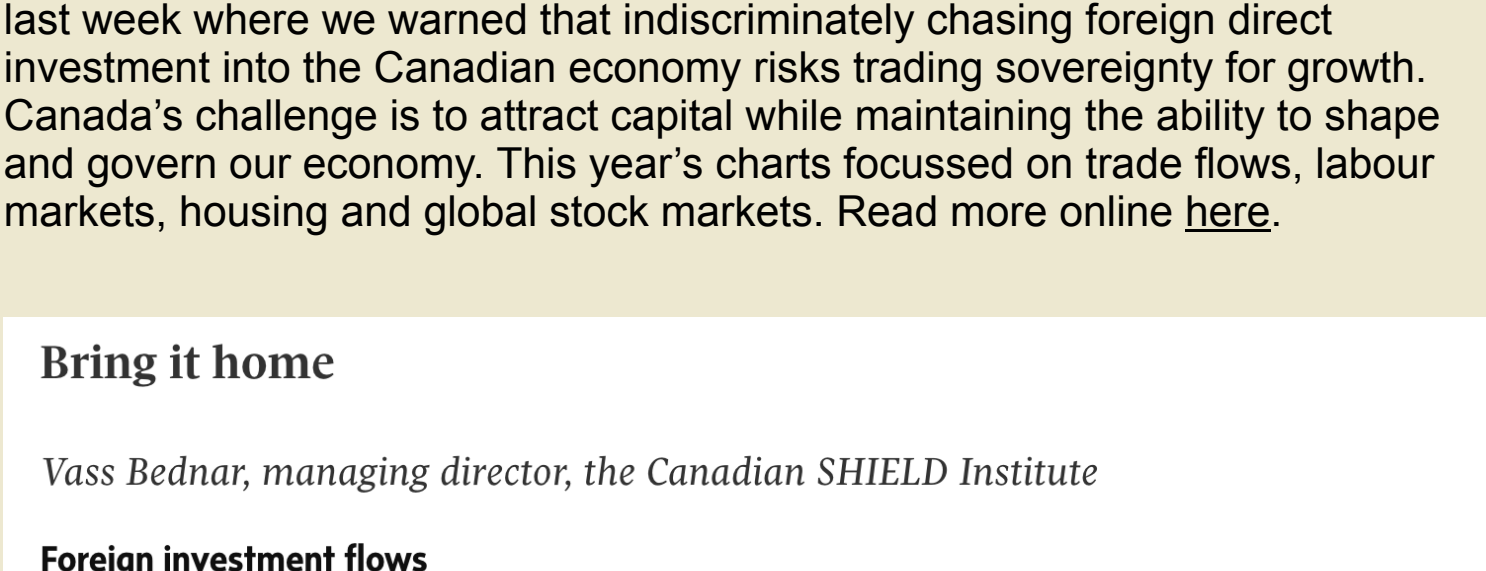 last week where we warned that indiscriminately chasing foreign direct
investment into the Canadian economy risks trading sovereignty for growth.
Canada’s challenge is to attract capital while maintaining the ability to shape
and govern our economy. This year’s charts focussed on trade flows, labour
markets, housing and global stock markets. Read more online here.
Bring it home
Vass Bednar, managing director, the Canadian SHIELD Institute
Foreign investment flows